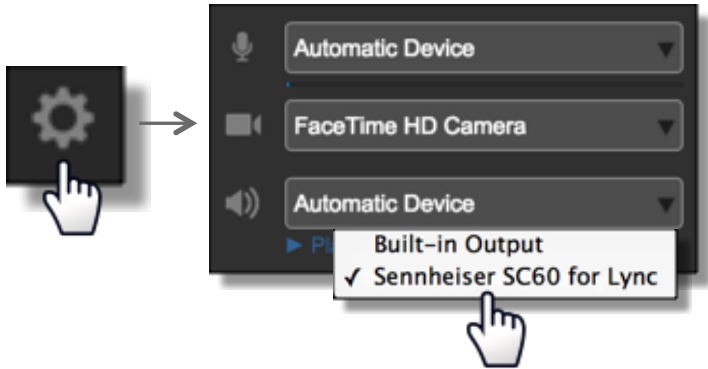 Automatic Device
FaceTime HD Camera
Automatic Device
Built-in Output
✓ Sennheiser SC60 for Lync